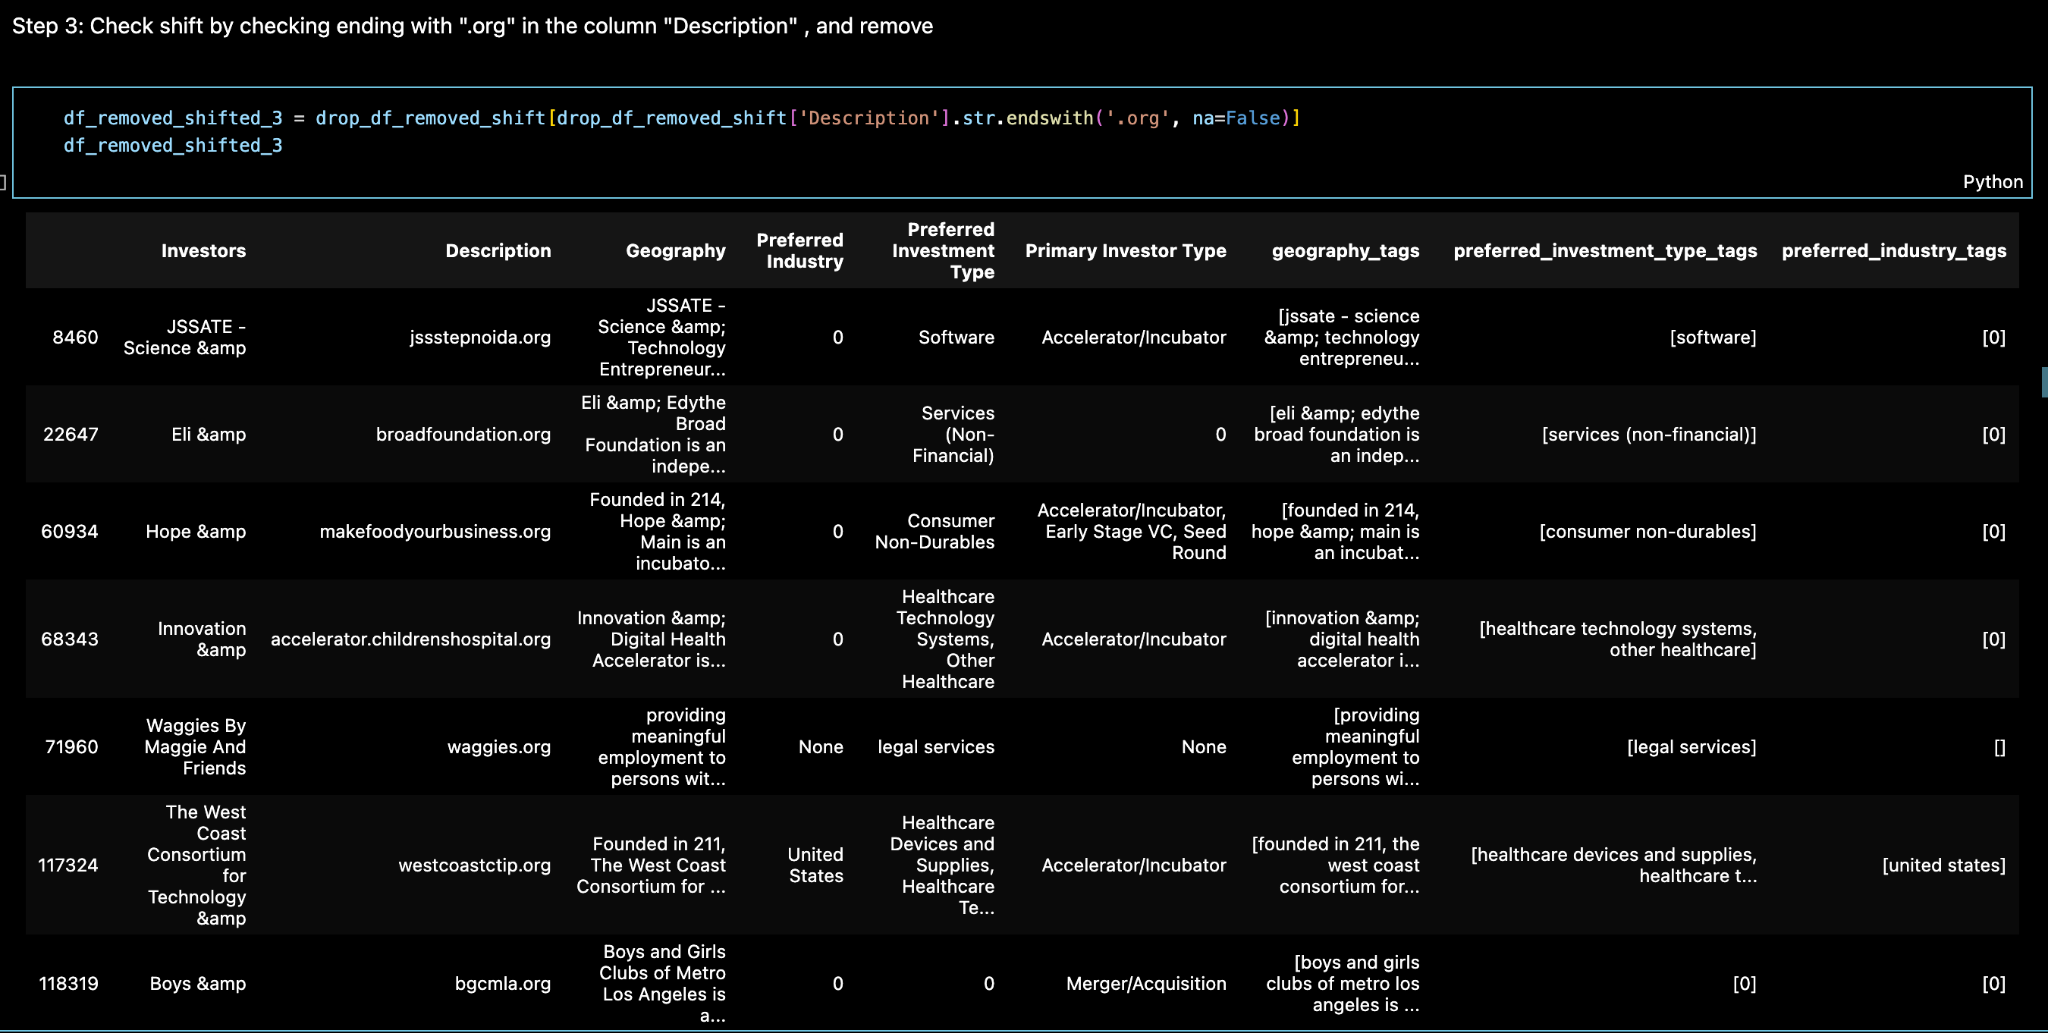 Step 3: Check shift by checking ending with ".org" in the column "Description" , and remove
df_removed_shifted_3 = drop_df_removed_shift[drop_df_removed_shift['Description'].str.endswith('.org', na=False)]
df_removed_shifted_3
Python
Investors Description Geography Preferred Industry Preferred Investment Type Primary Investor Type geography_tags preferred_investment_type_tags preferred_industry_tags
8460 JSSATE - Science &amp jssstepnoida.org JSSATE - Science &amp; Technology Entrepreneur... 0 Software Accelerator/Incubator [jssate - science &amp; technology entrepreneu... [software] [0]
22647 Eli &amp broadfoundation.org Eli &amp; Edythe Broad Foundation is an indepe... 0 Services (Non-Financial) 0 [eli &amp; edythe broad foundation is an indep... [services (non-financial)] [0]
60934 Hope &amp makefoodyourbusiness.org Founded in 214, Hope &amp; Main is an incubato... 0 Consumer Non-Durables Accelerator/Incubator, Early Stage VC, Seed Round [founded in 214, hope &amp; main is an incubat... [consumer non-durables] [0]
68343 Innovation &amp accelerator.childrenshospital.org Innovation &amp; Digital Health Accelerator is... 0 Healthcare Technology Systems, Other Healthcare Accelerator/Incubator [innovation &amp; digital health accelerator i... [healthcare technology systems, other healthcare] [0]
71960 Waggies By Maggie And Friends waggies.org providing meaningful employment to persons wit... None legal services None [providing meaningful employment to persons wi... [legal services] []
117324 The West Coast Consortium for Technology &amp westcoastctip.org Founded in 211, The West Coast Consortium for ... United States Healthcare Devices and Supplies, Healthcare Te... Accelerator/Incubator [founded in 211, the west coast consortium for... [healthcare devices and supplies, healthcare t... [united states]
118319 Boys &amp bgcmla.org Boys and Girls Clubs of Metro Los Angeles is a... 0 0 Merger/Acquisition [boys and girls clubs of metro los angeles is ... [0] [0]